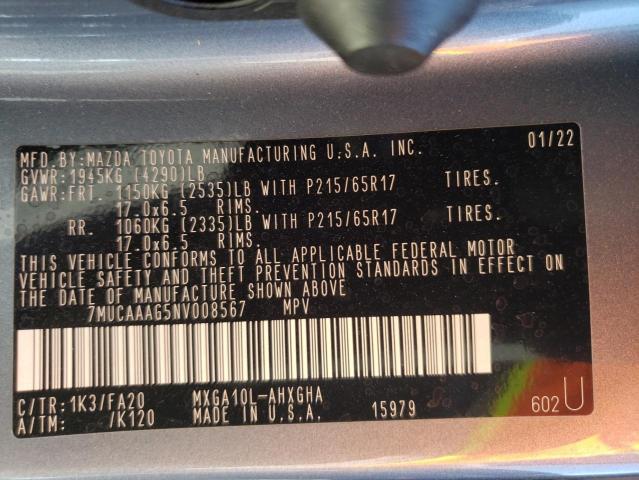 MFD.BY:MAZDA TOYOTA MANUFACTURING U.S.A. INC. 01/22
GVWR:1945KG (4290)LB
GAWR:FRT. 1150KG (2535)LB WITH P215/65R17 TIRES.
17.0x6.5 RIMS.
RR. 1060KG (2335)LB WITH P215/65R17 TIRES.
17.0x6.5 RIMS.
THIS VEHICLE CONFORMS TO ALL APPLICABLE FEDERAL MOTOR
VEHICLE SAFETY AND THEFT PREVENTION STANDARDS IN EFFECT ON
THE DATE OF MANUFACTURE SHOWN ABOVE
7MUCAAAG5NV008567 MPV
C/TR:1K3/FA20 MXGA10L-AHXGHA
A/TM: /K120 MADE IN U.S.A. 15979 602 U